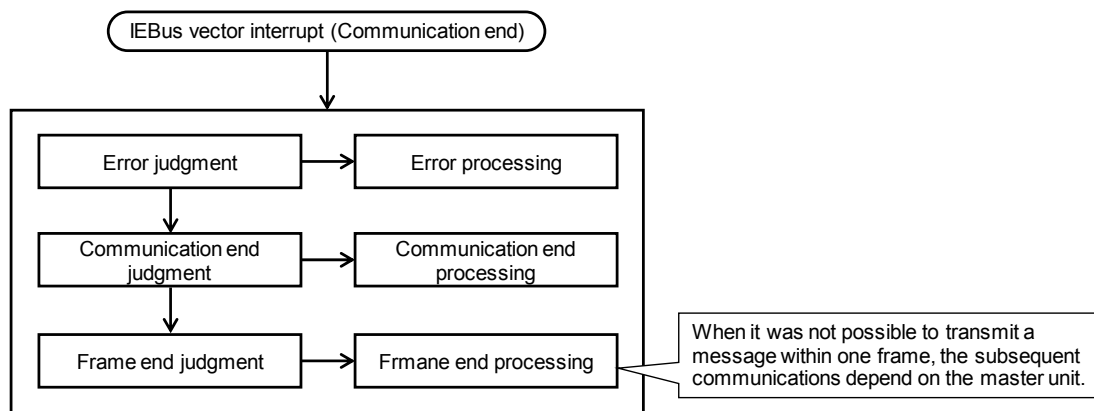 IEBus vector interrupt (Communication end)
Error judgment
Error processing
Communication end
judgment
Communication end
processing
Frame end judgment
Frmane end processing
When it was not possible to transmit a
message within one frame, the subsequent
communications depend on the master unit.